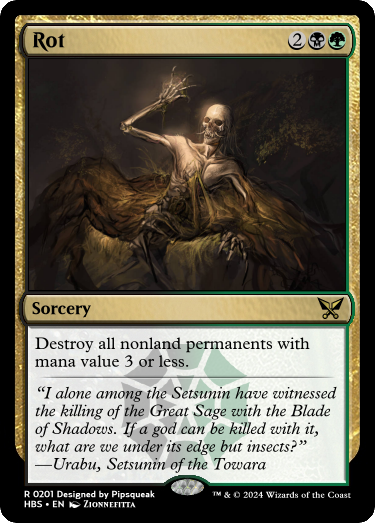 Rot 2
Sorcery
Destroy all nonland permanents with
mana value 3 or less.
“I alone among the Setsunin have witnessed
the killing of the Great Sage with the Blade
of Shadows. If a god can be killed with it,
what are we under its edge but insects?”
—Urabu, Setsunin of the Towara
R 0201 Designed by Pipsqueak
HBS • EN Zionnefitta
™ & © 2024 Wizards of the Coast